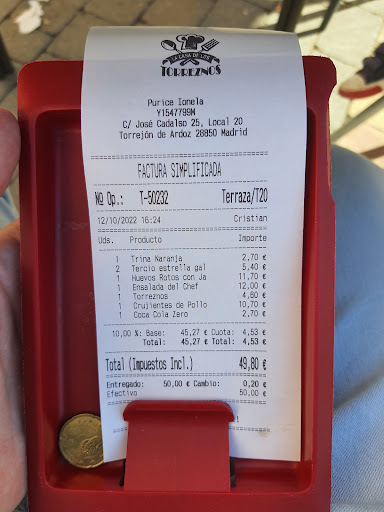 LA CASA DE LOS
TORREZNOS
Purice Ionela
Y1547799M
C/ José Cadalso 25, Local 20
Torrejón de Ardoz 28850 Madrid
FACTURA SIMPLIFICADA
Nº Op.: T-50232 Terraza/T20
12/10/2022 16:24 Cristian
Uds. Producto Importe
1 Trina Naranja 2,70 €
2 Tercio estrella gal 5,40 €
1 Huevos Rotos con Ja 11,70 €
1 Ensalada del Chef 12,00 €
1 Torreznos 4,60 €
1 Crujientes de Pollo 10,70 €
1 Coca Cola Zero 2,70 €
10,00 %: Base: 45,27 € Cuota: 4,53 €
Total: 45,27 € Total: 4,53 €
Total (Impuestos Incl.) 49,80 €
Entregado: 50,00 € Cambio: 0,20 €
Efectivo 50,00 €